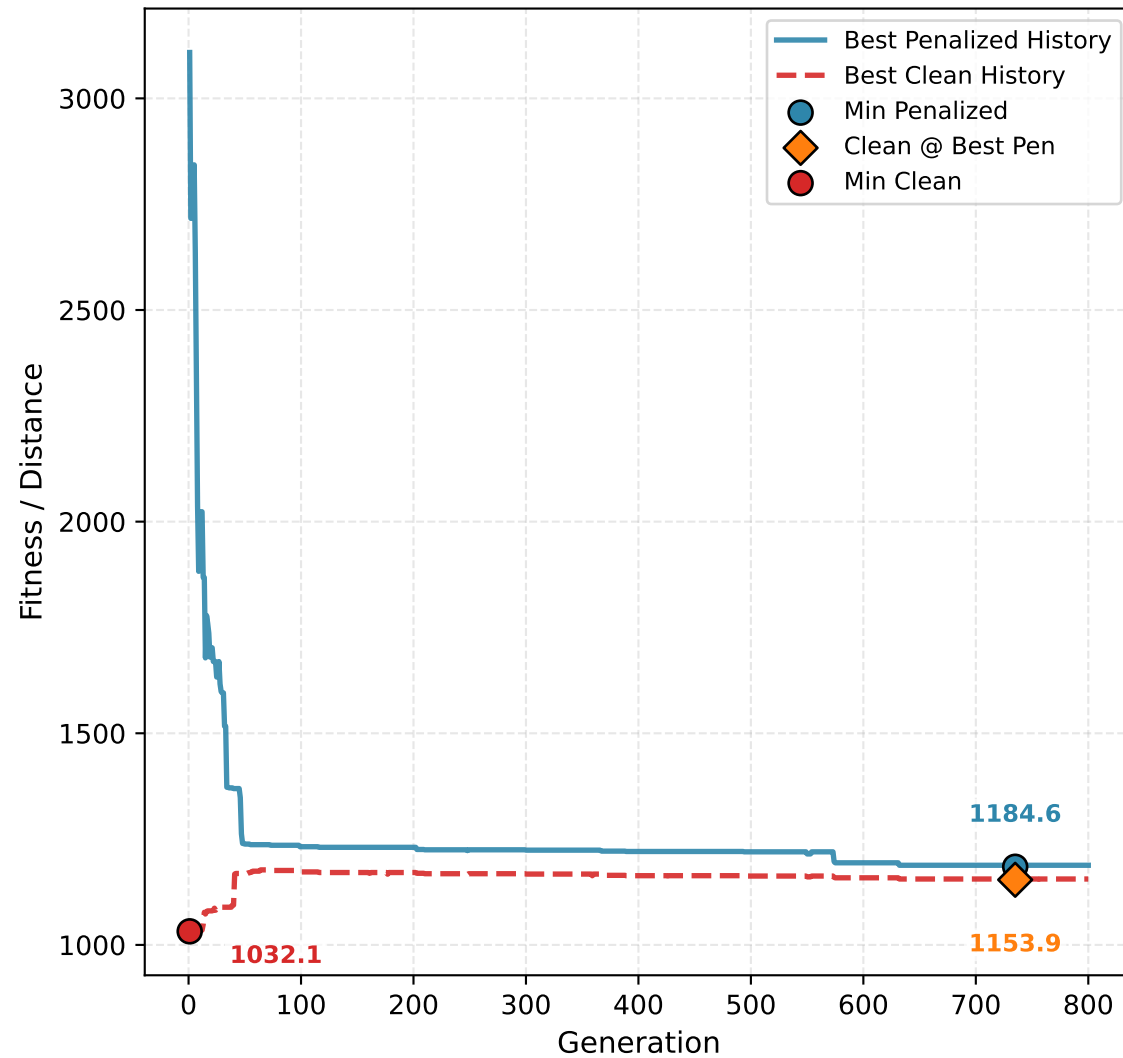 Best Penalized History
Best Clean History
Min Penalized
Clean @ Best Pen
Min Clean
Fitness / Distance
3000
2500
2000
1500
1000
1184.6
1153.9
1032.1
0 100 200 300 400 500 600 700 800
Generation